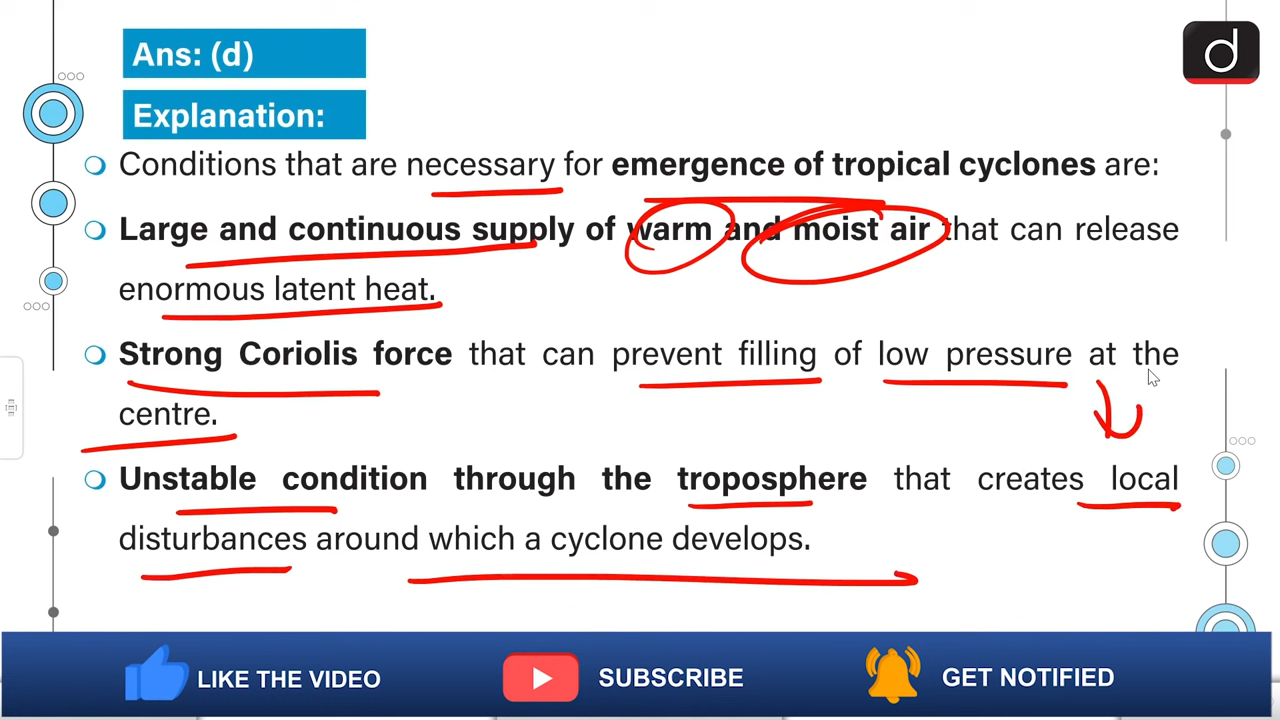 Ans: (d)
d
Explanation:
Conditions that are necessary for emergence of tropical cyclones are:
Large and continuous supply of warm and moist air that can release
enormous latent heat.
Strong Coriolis force that can prevent filling of low pressure at the
centre.
Unstable condition through the troposphere that creates local
disturbances around which a cyclone develops.
LIKE THE VIDEO
SUBSCRIBE
GET NOTIFIED